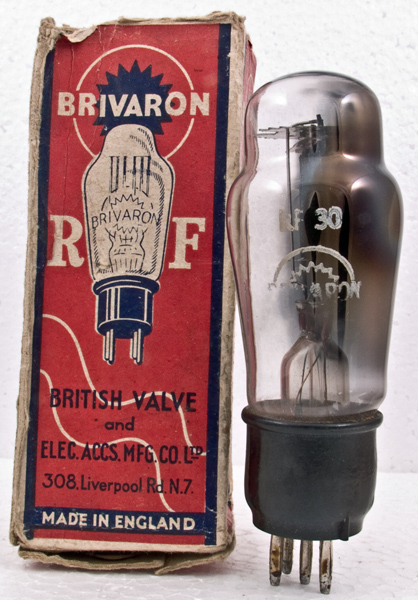 BRIVARON
BRIVARON
R F
BRITISH VALVE
and
ELEC. ACCS. MFG. CO. LTD
308. Liverpool Rd. N.7.
MADE IN ENGLAND
RF 30
BRIVARON